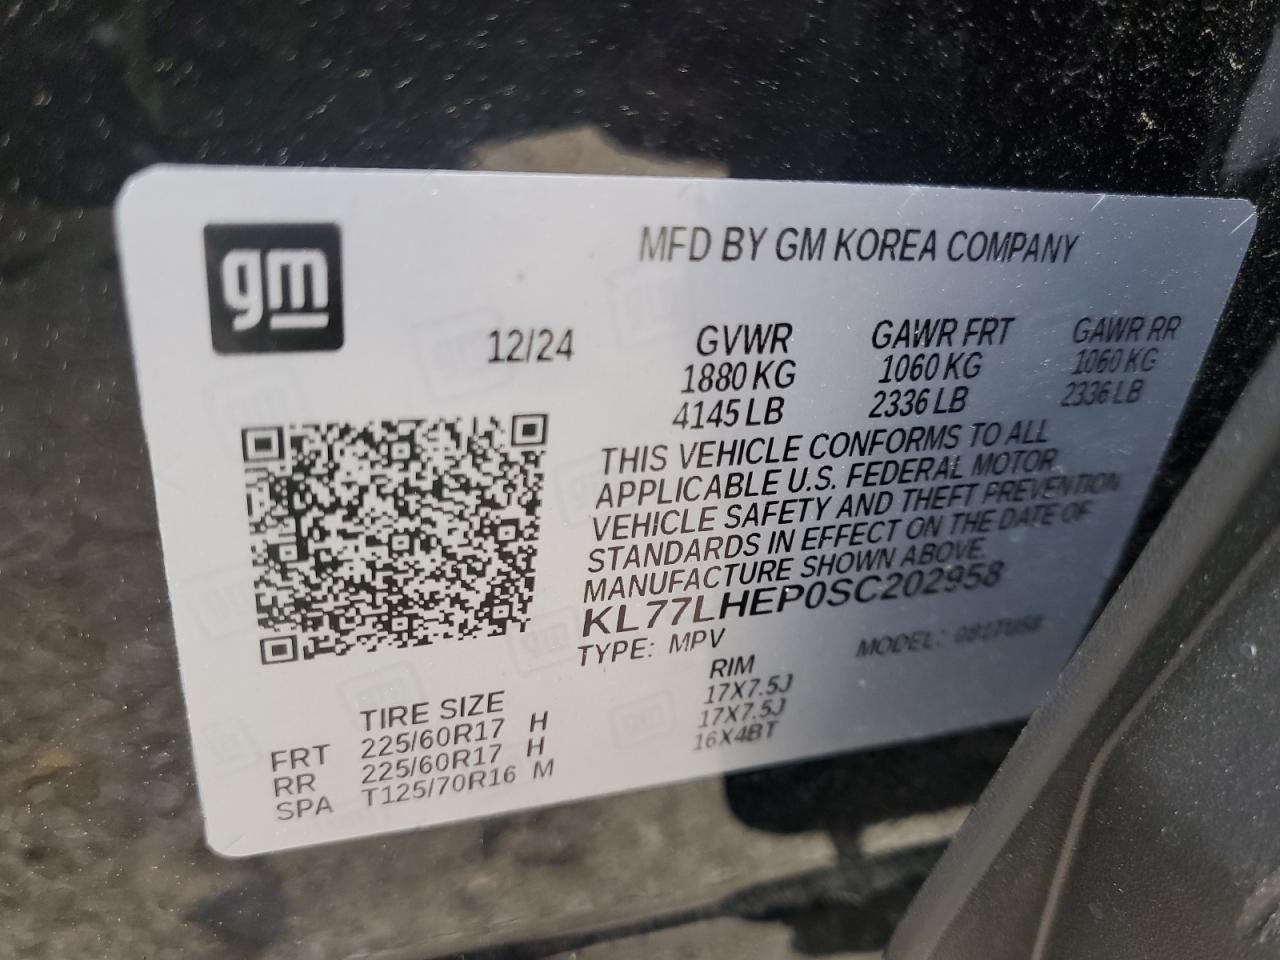 gm
MFD BY GM KOREA COMPANY
12/24
GVWR GAWR FRT GAWR RR
1880 KG 1060 KG 1060 KG
4145 LB 2336 LB 2336 LB
THIS VEHICLE CONFORMS TO ALL
APPLICABLE U.S. FEDERAL MOTOR
VEHICLE SAFETY AND THEFT PREVENTION
STANDARDS IN EFFECT ON THE DATE OF
MANUFACTURE SHOWN ABOVE.
KL77LHEP0SC202958
TYPE: MPV MODEL:
TIRE SIZE RIM
FRT 225/60R17 H 17X7.5J
RR 225/60R17 H 17X7.5J
SPA T125/70R16 M 16X4BT